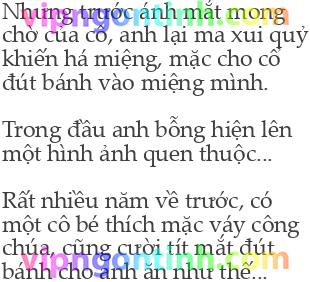 Nhưng trước ánh mắt mong
chờ của cô, anh lại ma xui quỷ
khiến há miệng, mặc cho cô
đút bánh vào miệng mình.
Trong đầu anh bỗng hiện lên
một hình ảnh quen thuộc...
Rất nhiều năm về trước, có
một cô bé thích mặc váy công
chúa, cũng cười tít mắt đút
bánh cho anh ăn như thế...
vipngontinh.com
vipngontinh.com